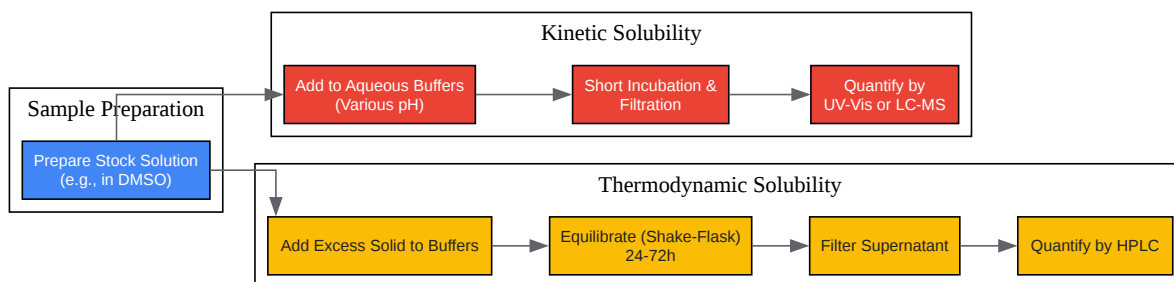 Kinetic Solubility
Add to Aqueous Buffers
(Various pH)
Short Incubation &
Filtration
Quantify by
UV-Vis or LC-MS
Sample Preparation
Prepare Stock Solution
(e.g., in DMSO)
Thermodynamic Solubility
Add Excess Solid to Buffers
Equilibrate (Shake-Flask)
24-72h
Filter Supernatant
Quantify by HPLC